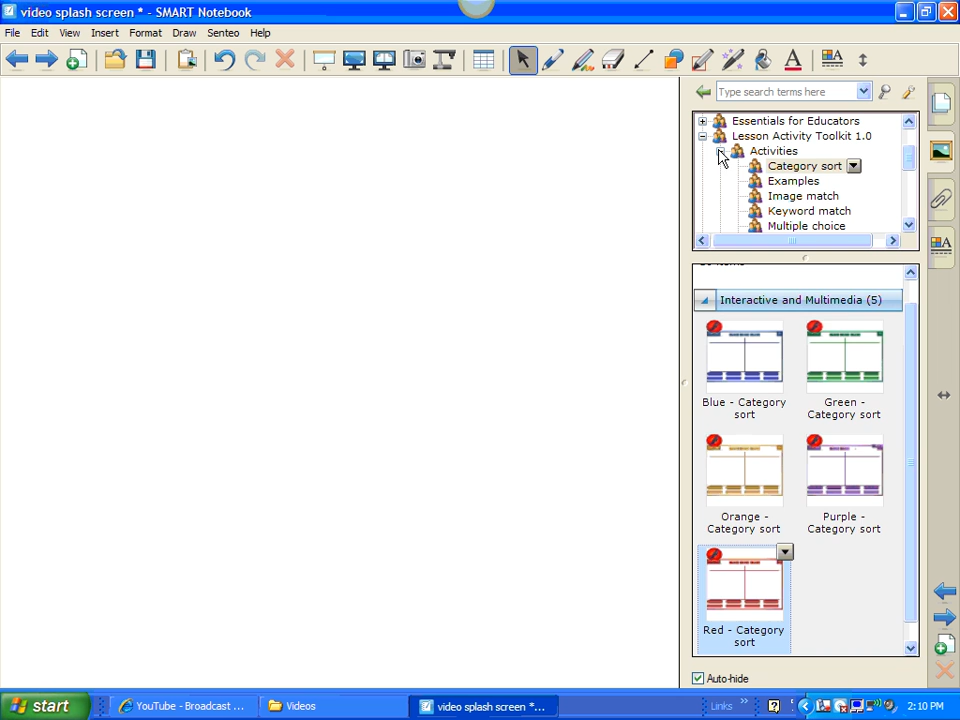 video splash screen * - SMART Notebook
File Edit View Insert Format Draw Senteo Help
Type search terms here
Essentials for Educators
Lesson Activity Toolkit 1.0
Activities
Category sort
Examples
Image match
Keyword match
Multiple choice
Interactive and Multimedia (5)
Blue - Category sort
Green - Category sort
Orange - Category sort
Purple - Category sort
Red - Category sort
Auto-hide
start
YouTube - Broadcast ...
Videos
video splash screen *...
Links
2:10 PM